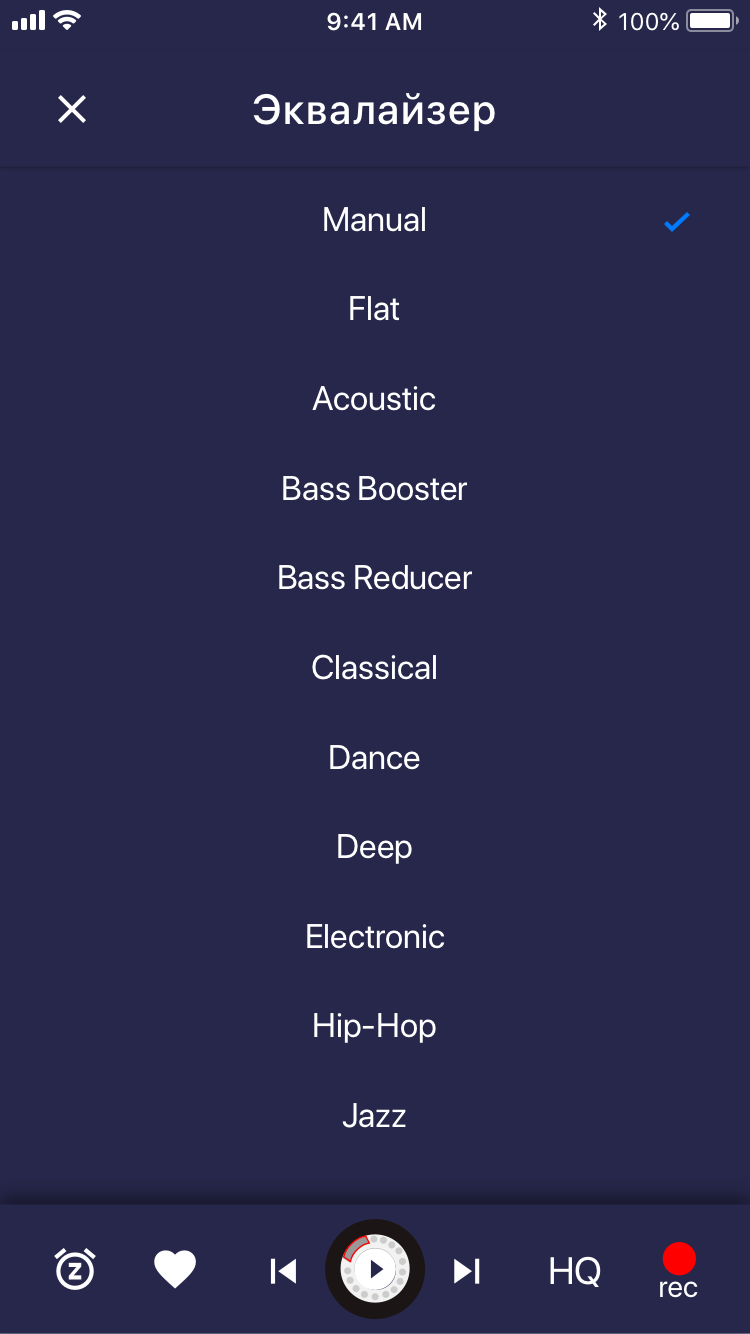 9:41 AM
100%
Эквалайзер
Manual
Flat
Acoustic
Bass Booster
Bass Reducer
Classical
Dance
Deep
Electronic
Hip-Hop
Jazz
z
HQ
rec